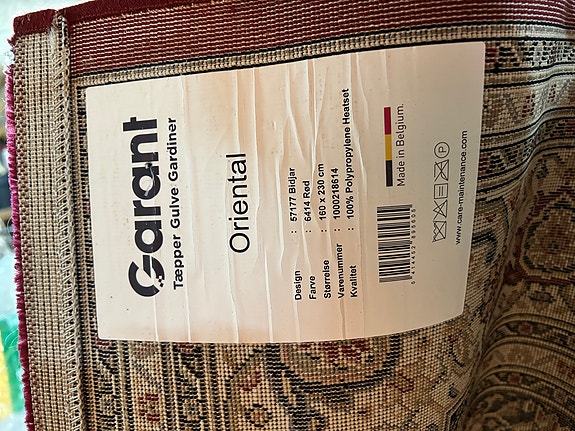 Garant
Tæpper Gulve Gardiner
Oriental
Design : 57177 Bidjar
Farve : 6414 Rød
Størrelse : 160 x 230 cm
Varenummer : 1000218614
Kvalitet : 100% Polypropylene Heatset
Made in Belgium.
www.care-maintenance.com